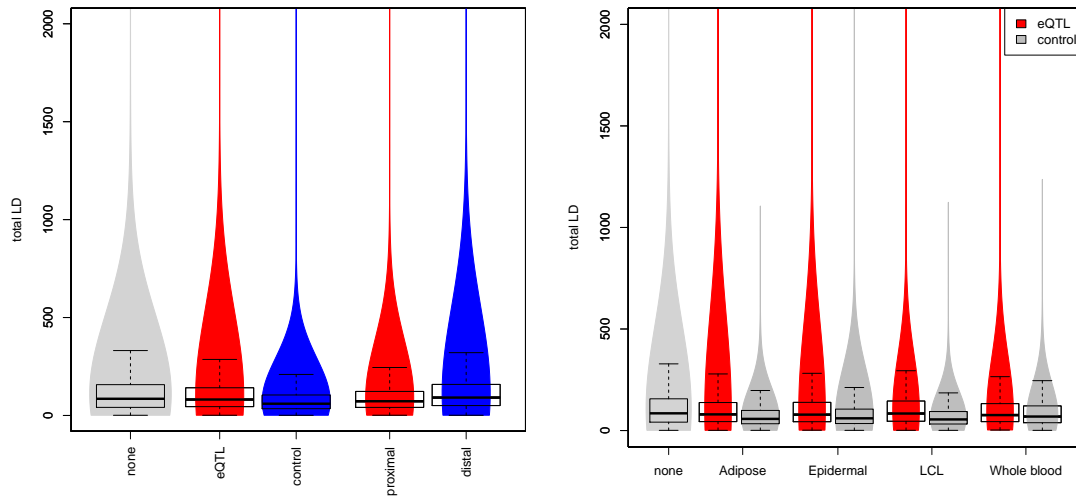 total LD
2000
1500
1000
500
0
none
eQTL
control
proximal
distal
total LD
2000
1500
1000
500
0
eQTL
control
none Adipose Epidermal LCL Whole blood